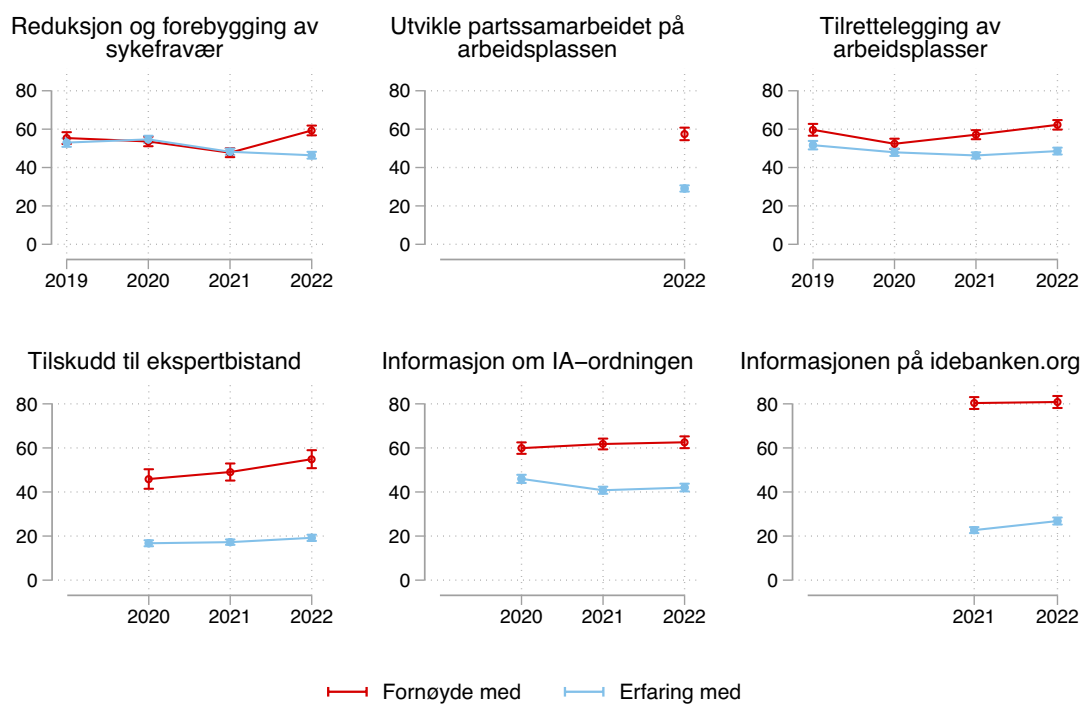 Reduksjon og forebygging av
sykefravær
80
60
40
20
0
2019 2020 2021 2022
Utvikle partssamarbeidet på
arbeidsplassen
80
60
40
20
0
2022
Tilrettelegging av
arbeidsplasser
80
60
40
20
0
2019 2020 2021 2022
Tilskudd til ekspertbistand
80
60
40
20
0
2020 2021 2022
Informasjon om IA−ordningen
80
60
40
20
0
2020 2021 2022
Informasjonen på idebanken.org
80
60
40
20
0
2021 2022
Fornøyde med Erfaring med